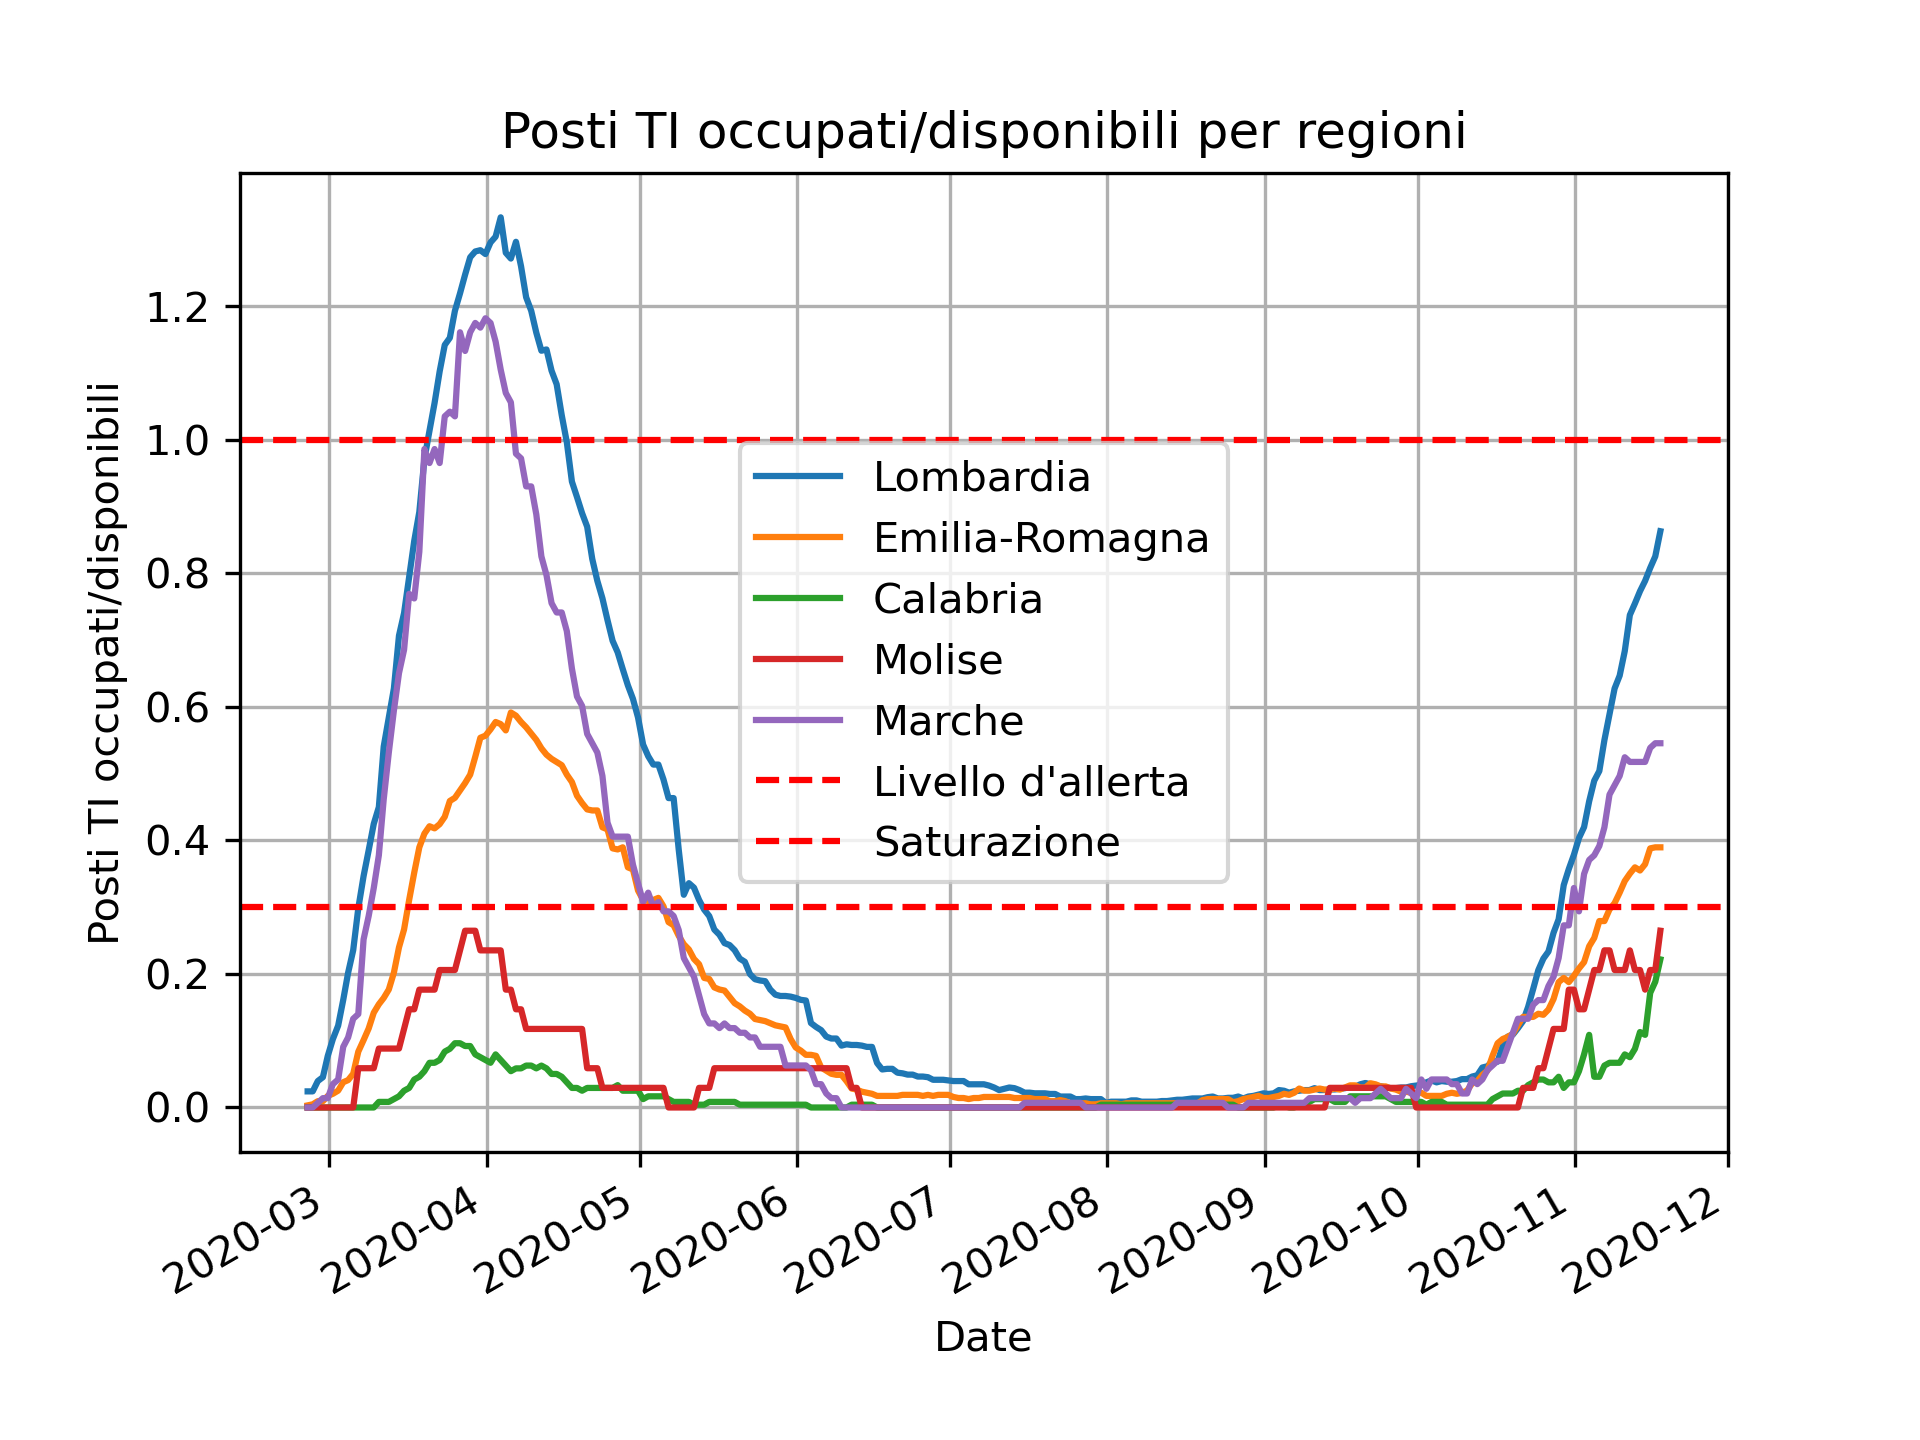 Posti TI occupati/disponibili per regioni
Posti TI occupati/disponibili
1.2
1.0
0.8
0.6
0.4
0.2
0.0
Lombardia
Emilia-Romagna
Calabria
Molise
Marche
Livello d'allerta
Saturazione
2020-03
2020-04
2020-05
2020-06
2020-07
2020-08
2020-09
2020-10
2020-11
2020-12
Date